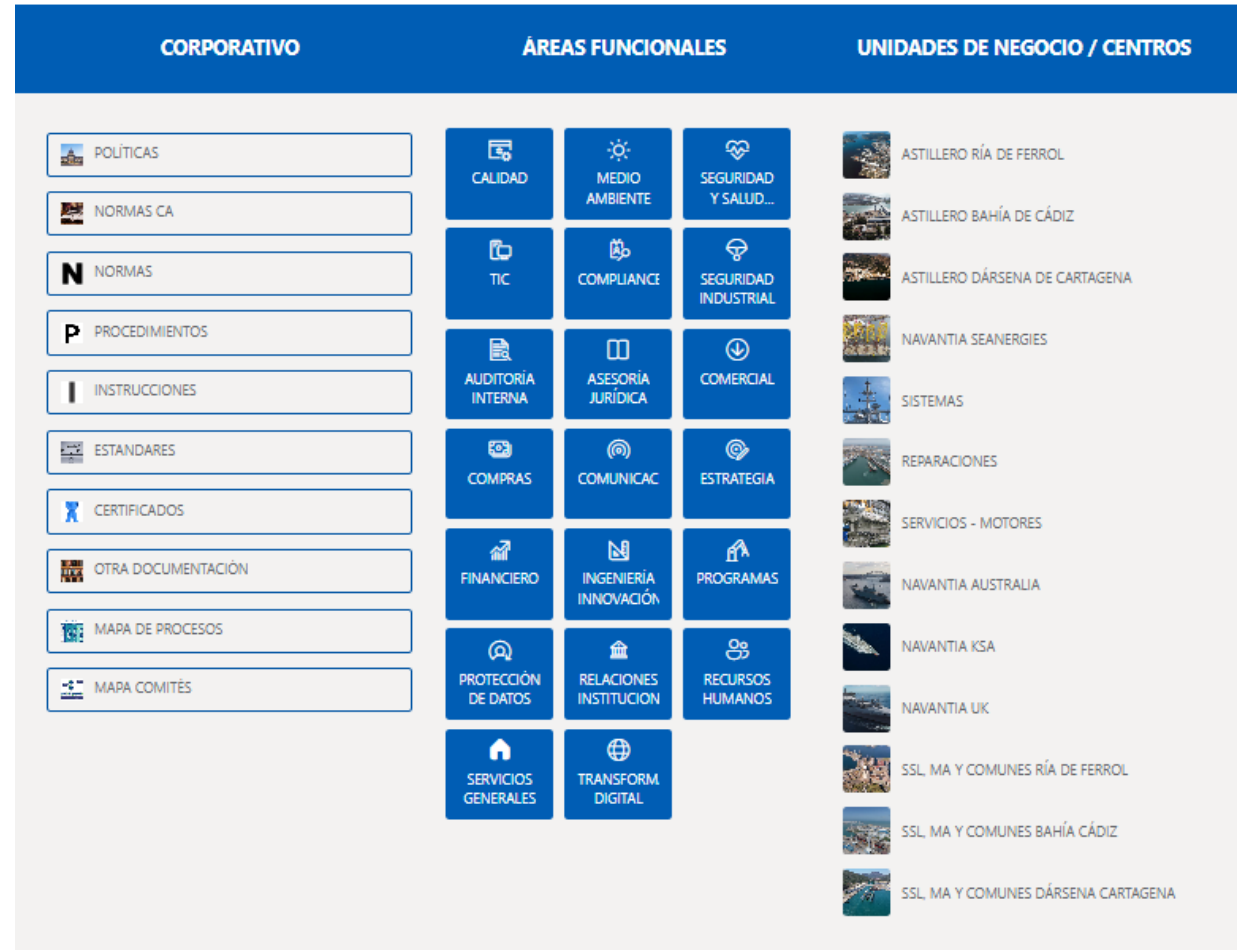 CORPORATIVO
ÁREAS FUNCIONALES
UNIDADES DE NEGOCIO / CENTROS
POLÍTICAS
NORMAS CA
N
NORMAS
P
PROCEDIMIENTOS
I
INSTRUCCIONES
ESTANDARES
CERTIFICADOS
OTRA DOCUMENTACIÓN
MAPA DE PROCESOS
MAPA COMITÉS
CALIDAD
MEDIO
AMBIENTE
SEGURIDAD
Y SALUD...
TIC
COMPLIANCE
SEGURIDAD
INDUSTRIAL
AUDITORÍA
INTERNA
ASESORÍA
JURÍDICA
COMERCIAL
COMPRAS
COMUNICAC
ESTRATEGIA
FINANCIERO
INGENIERÍA
INNOVACIÓN
PROGRAMAS
PROTECCIÓN
DE DATOS
RELACIONES
INSTITUCION
RECURSOS
HUMANOS
SERVICIOS
GENERALES
TRANSFORM.
DIGITAL
ASTILLERO RÍA DE FERROL
ASTILLERO BAHÍA DE CÁDIZ
ASTILLERO DÁRSENA DE CARTAGENA
NAVANTIA SEANERGIES
SISTEMAS
REPARACIONES
SERVICIOS - MOTORES
NAVANTIA AUSTRALIA
NAVANTIA KSA
NAVANTIA UK
SSL, MA Y COMUNES RÍA DE FERROL
SSL, MA Y COMUNES BAHÍA CÁDIZ
SSL, MA Y COMUNES DÁRSENA CARTAGENA